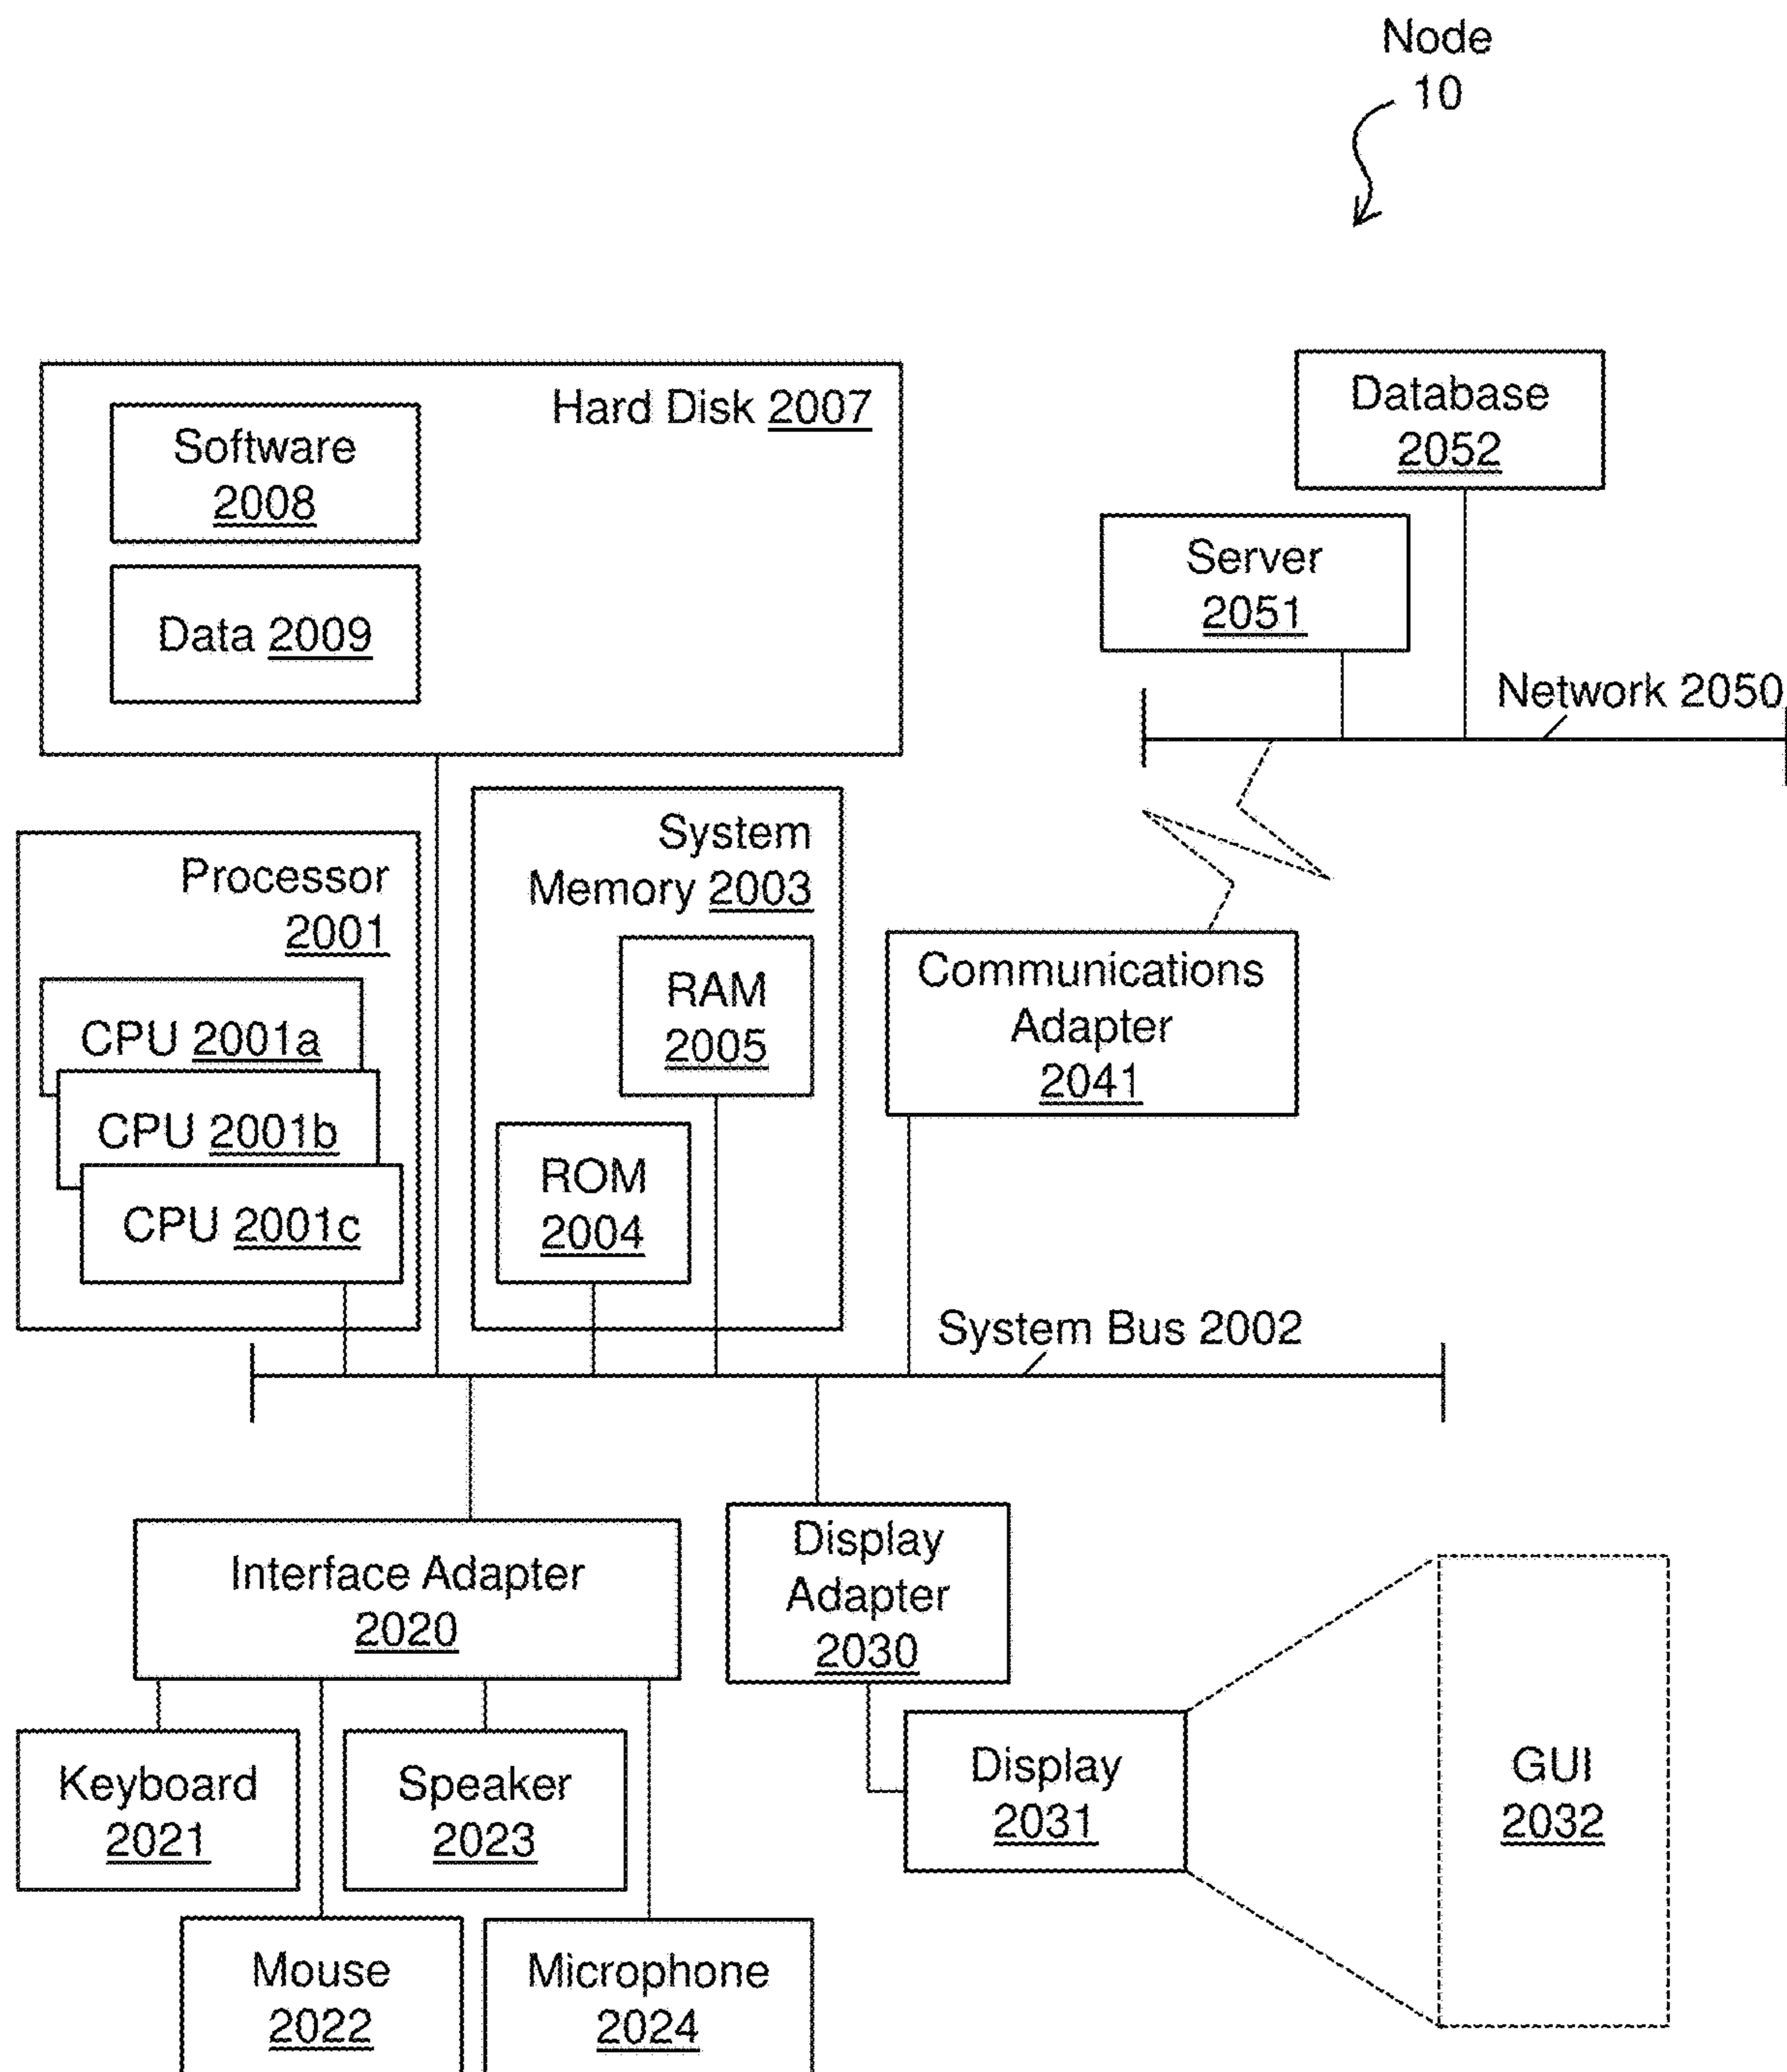 Node
10
Hard Disk 2007
Software
2008
Data 2009
Database
2052
Server
2051
Network 2050
Processor
2001
CPU 2001a
CPU 2001b
CPU 2001c
System
Memory 2003
RAM
2005
ROM
2004
Communications
Adapter
2041
System Bus 2002
Interface Adapter
2020
Display
Adapter
2030
Keyboard
2021
Speaker
2023
Display
2031
GUI
2032
Mouse
2022
Microphone
2024